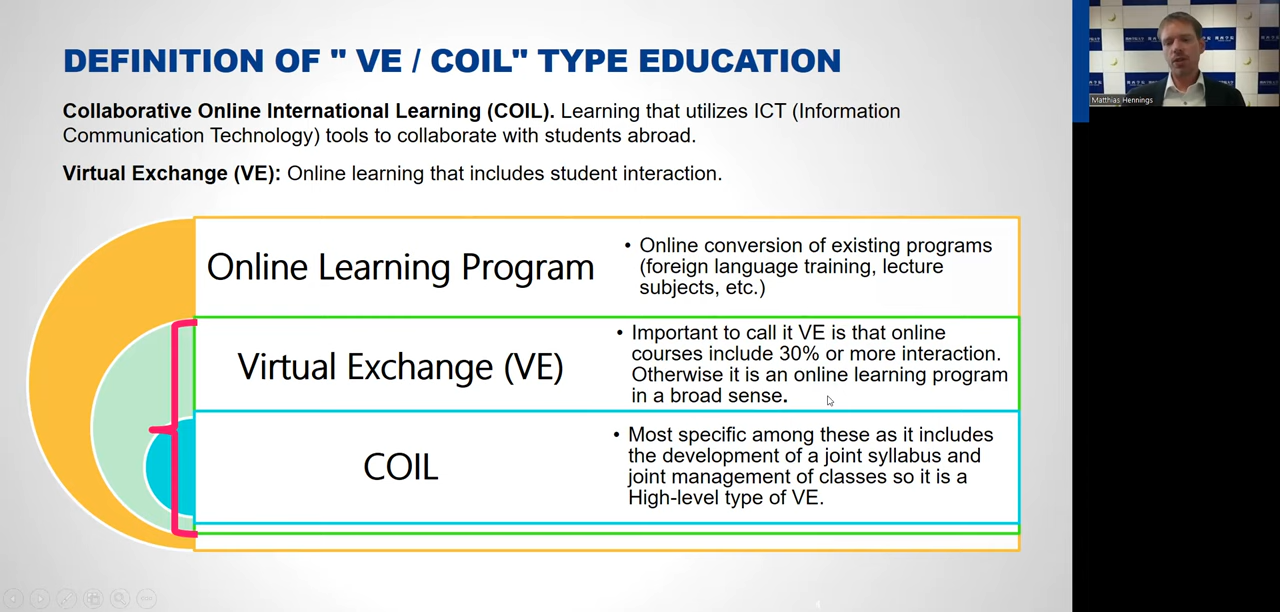 DEFINITION OF " VE / COIL" TYPE EDUCATION
Collaborative Online International Learning (COIL). Learning that utilizes ICT (Information
Communication Technology) tools to collaborate with students abroad.
Virtual Exchange (VE): Online learning that includes student interaction.
Online Learning Program
• Online conversion of existing programs
(foreign language training, lecture
subjects, etc.)
Virtual Exchange (VE)
• Important to call it VE is that online
courses include 30% or more interaction.
Otherwise it is an online learning program
in a broad sense.
COIL
• Most specific among these as it includes
the development of a joint syllabus and
joint management of classes so it is a
High-level type of VE.
Matthias Hennings